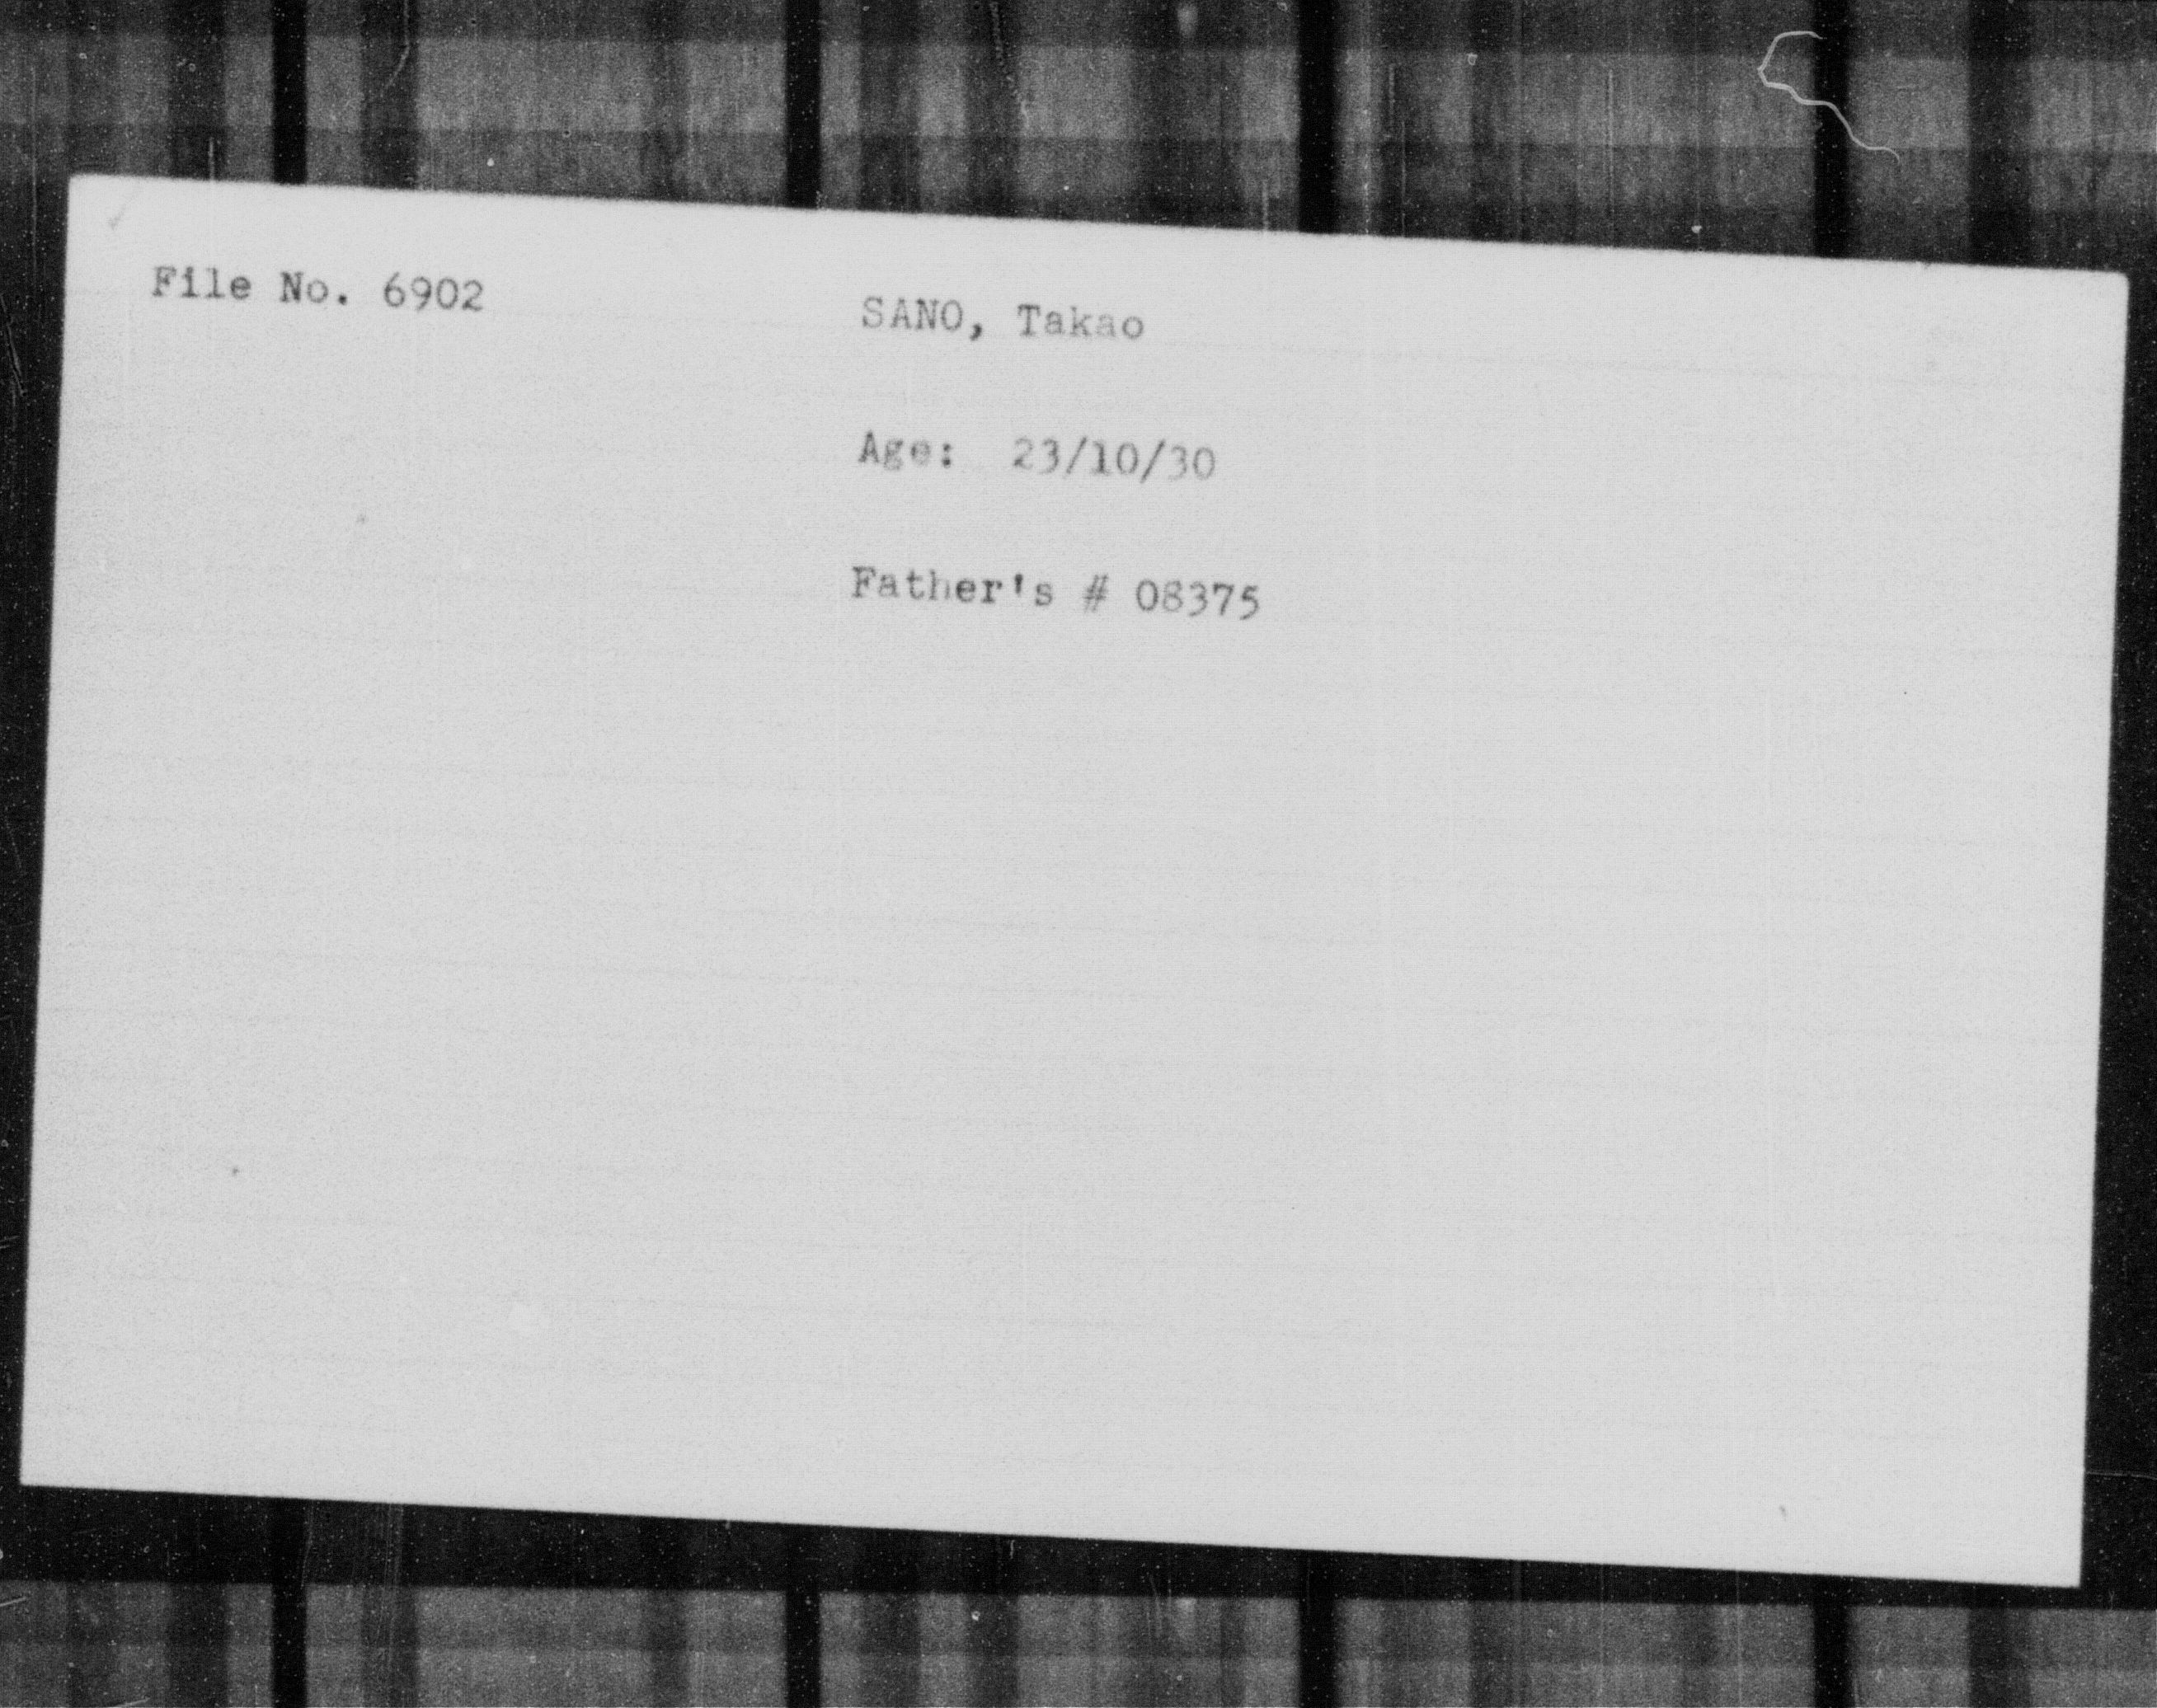 File No. 6902
SANO, Takao
Age: 23/10/30
Father's # 08375